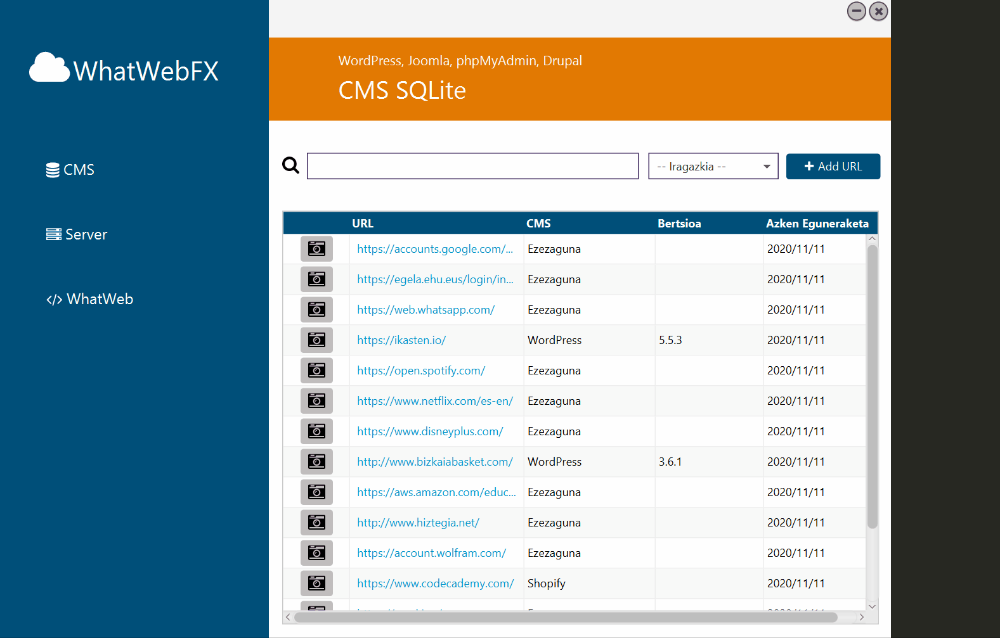 WhatWebFX
CMS
Server
WhatWeb
WordPress, Joomla, phpMyAdmin, Drupal
CMS SQLite
-- Iragazkia -- Add URL
URL CMS Bertsioa Azken Eguneraketa
https://accounts.google.com/... Ezezaguna 2020/11/11
https://egela.ehu.eus/login/in... Ezezaguna 2020/11/11
https://web.whatsapp.com/ Ezezaguna 2020/11/11
https://ikasten.io/ WordPress 5.5.3 2020/11/11
https://open.spotify.com/ Ezezaguna 2020/11/11
https://www.netflix.com/es-en/ Ezezaguna 2020/11/11
https://www.disneyplus.com/ Ezezaguna 2020/11/11
http://www.bizkaiabasket.com/ WordPress 3.6.1 2020/11/11
https://aws.amazon.com/educ... Ezezaguna 2020/11/11
http://www.hiztegia.net/ Ezezaguna 2020/11/11
https://account.wolfram.com/ Ezezaguna 2020/11/11
https://www.codecademy.com/ Shopify 2020/11/11